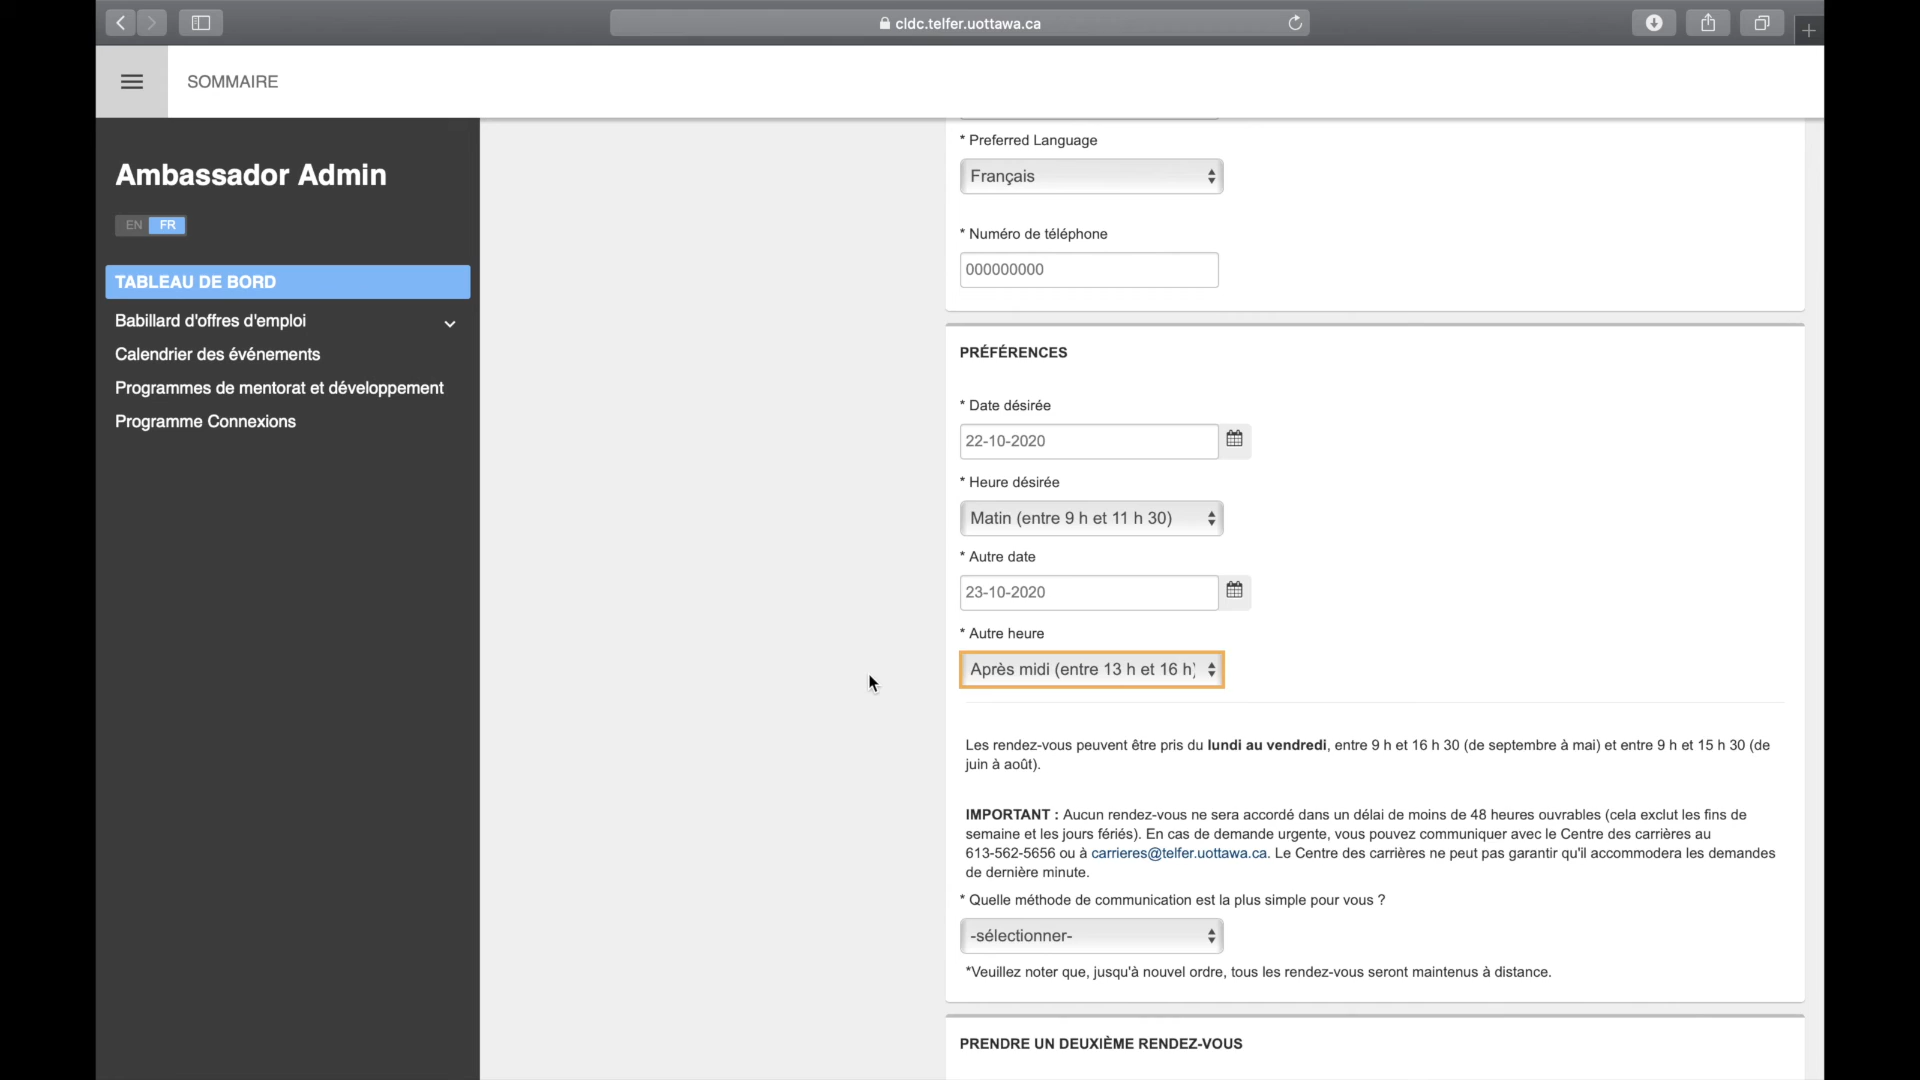 cldc.telfer.uottawa.ca
SOMMAIRE
Ambassador Admin
EN FR
TABLEAU DE BORD
Babillard d'offres d'emploi
Calendrier des événements
Programmes de mentorat et développement
Programme Connexions
* Preferred Language
Français
* Numéro de téléphone
000000000
PRÉFÉRENCES
* Date désirée
22-10-2020
* Heure désirée
Matin (entre 9 h et 11 h 30)
* Autre date
23-10-2020
* Autre heure
Après midi (entre 13 h et 16 h)
Les rendez-vous peuvent être pris du lundi au vendredi, entre 9 h et 16 h 30 (de septembre à mai) et entre 9 h et 15 h 30 (de
juin à août).
IMPORTANT : Aucun rendez-vous ne sera accordé dans un délai de moins de 48 heures ouvrables (cela exclut les fins de
semaine et les jours fériés). En cas de demande urgente, vous pouvez communiquer avec le Centre des carrières au
613-562-5656 ou à carrieres@telfer.uottawa.ca. Le Centre des carrières ne peut pas garantir qu'il accommodera les demandes
de dernière minute.
* Quelle méthode de communication est la plus simple pour vous ?
-sélectionner-
*Veuillez noter que, jusqu'à nouvel ordre, tous les rendez-vous seront maintenus à distance.
PRENDRE UN DEUXIÈME RENDEZ-VOUS